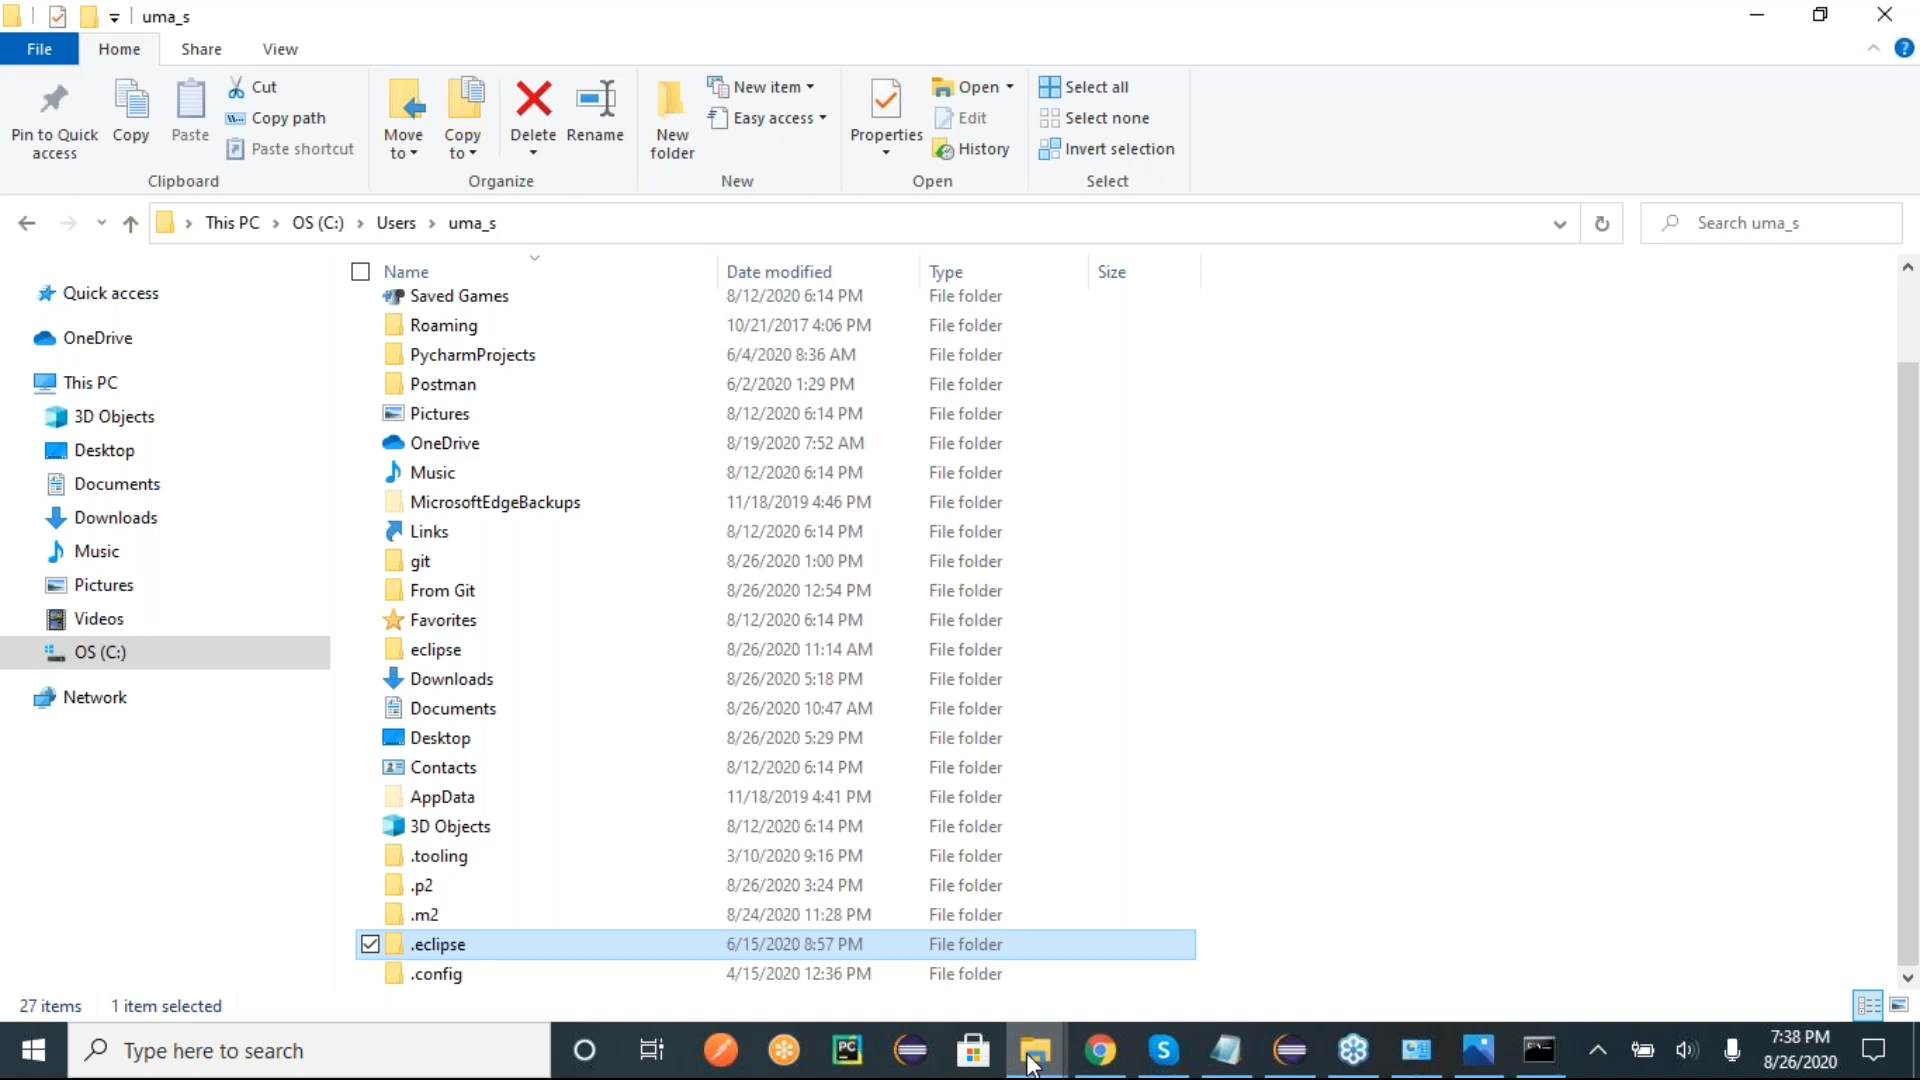 uma_s
File Home Share View
Pin to Quick access
Copy
Paste
Cut
Copy path
Paste shortcut
Clipboard
Move to
Copy to
Delete
Rename
Organize
New folder
New item
Easy access
New
Properties
Open
Edit
History
Open
Select all
Select none
Invert selection
Select
This PC > OS (C:) > Users > uma_s
Search uma_s
Quick access
OneDrive
This PC
3D Objects
Desktop
Documents
Downloads
Music
Pictures
Videos
OS (C:)
Network
Name Date modified Type Size
Saved Games 8/12/2020 6:14 PM File folder
Roaming 10/21/2017 4:06 PM File folder
PycharmProjects 6/4/2020 8:36 AM File folder
Postman 6/2/2020 1:29 PM File folder
Pictures 8/12/2020 6:14 PM File folder
OneDrive 8/19/2020 7:52 AM File folder
Music 8/12/2020 6:14 PM File folder
MicrosoftEdgeBackups 11/18/2019 4:46 PM File folder
Links 8/12/2020 6:14 PM File folder
git 8/26/2020 1:00 PM File folder
From Git 8/26/2020 12:54 PM File folder
Favorites 8/12/2020 6:14 PM File folder
eclipse 8/26/2020 11:14 AM File folder
Downloads 8/26/2020 5:18 PM File folder
Documents 8/26/2020 10:47 AM File folder
Desktop 8/26/2020 5:29 PM File folder
Contacts 8/12/2020 6:14 PM File folder
AppData 11/18/2019 4:41 PM File folder
3D Objects 8/12/2020 6:14 PM File folder
.tooling 3/10/2020 9:16 PM File folder
.p2 8/26/2020 3:24 PM File folder
.m2 8/24/2020 11:28 PM File folder
.eclipse 6/15/2020 8:57 PM File folder
.config 4/15/2020 12:36 PM File folder
27 items 1 item selected
Type here to search
PC
S
7:38 PM
8/26/2020